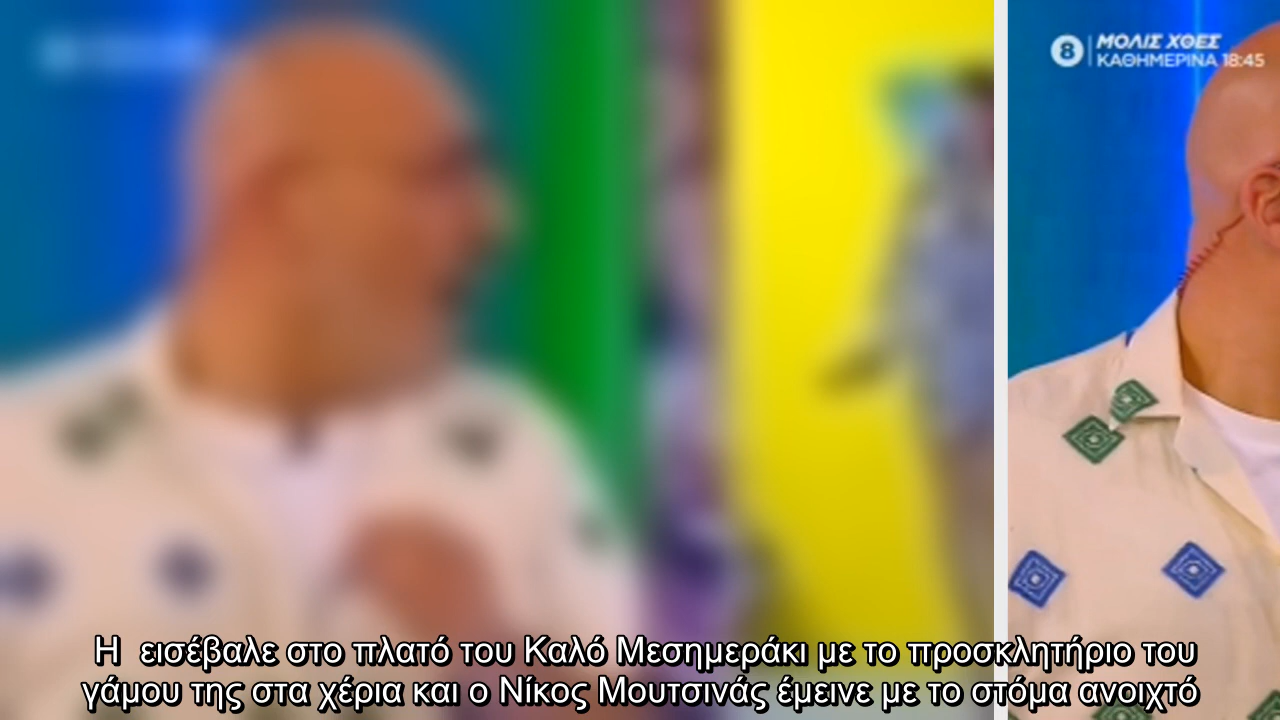 8 ΜΟΛΙΣ ΧΘΕΣ
ΚΑΘΗΜΕΡΙΝΑ 18:45
Η εισέβαλε στο πλατό του Καλό Μεσημεράκι με το προσκλητήριο του
γάμου της στα χέρια και ο Νίκος Μουτσινάς έμεινε με το στόμα ανοιχτό